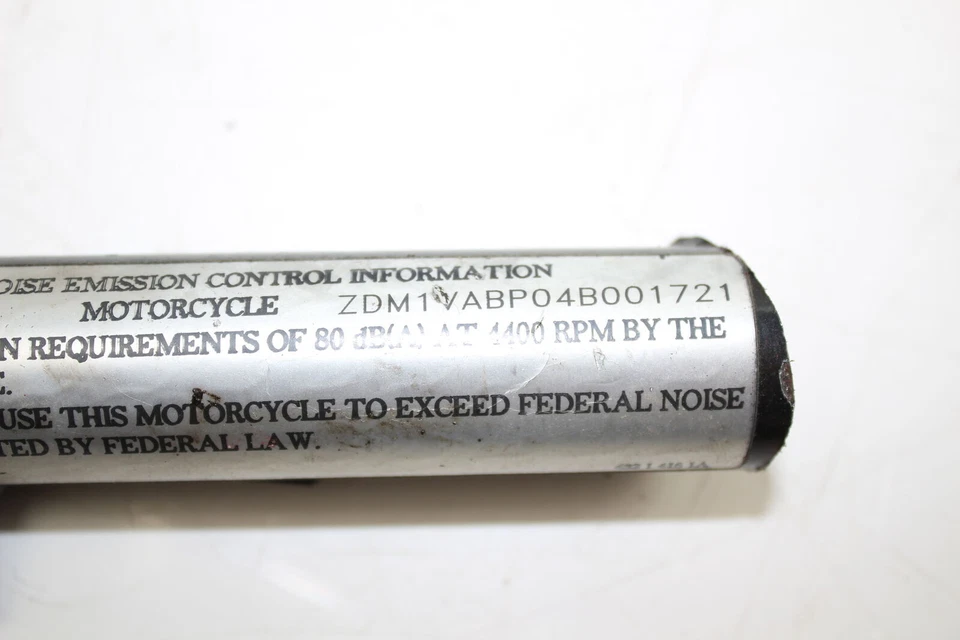 OISE EMISSION CONTROL INFORMATION
MOTORCYCLE ZDM1VABP04B001721
N REQUIREMENTS OF 80 dB(A) AT 4400 RPM BY THE
E.
USE THIS MOTORCYCLE TO EXCEED FEDERAL NOISE
TED BY FEDERAL LAW.